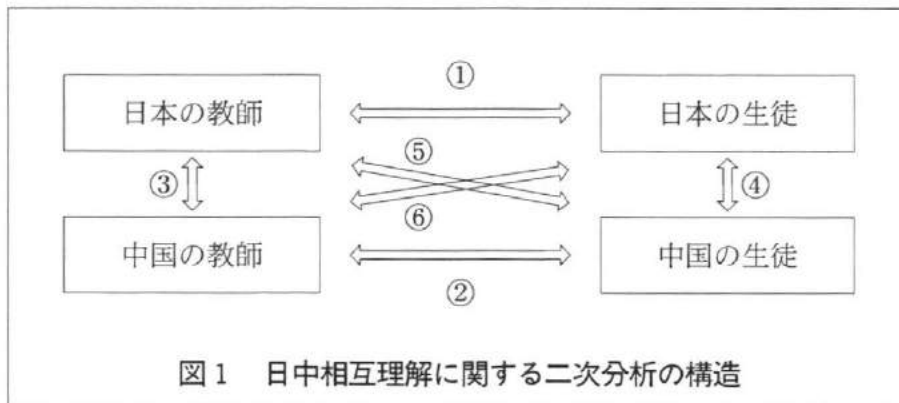 ①
日本の教師
日本の生徒
⑤
③
④
⑥
中国の教師
中国の生徒
②
図1 日中相互理解に関する二次分析の構造